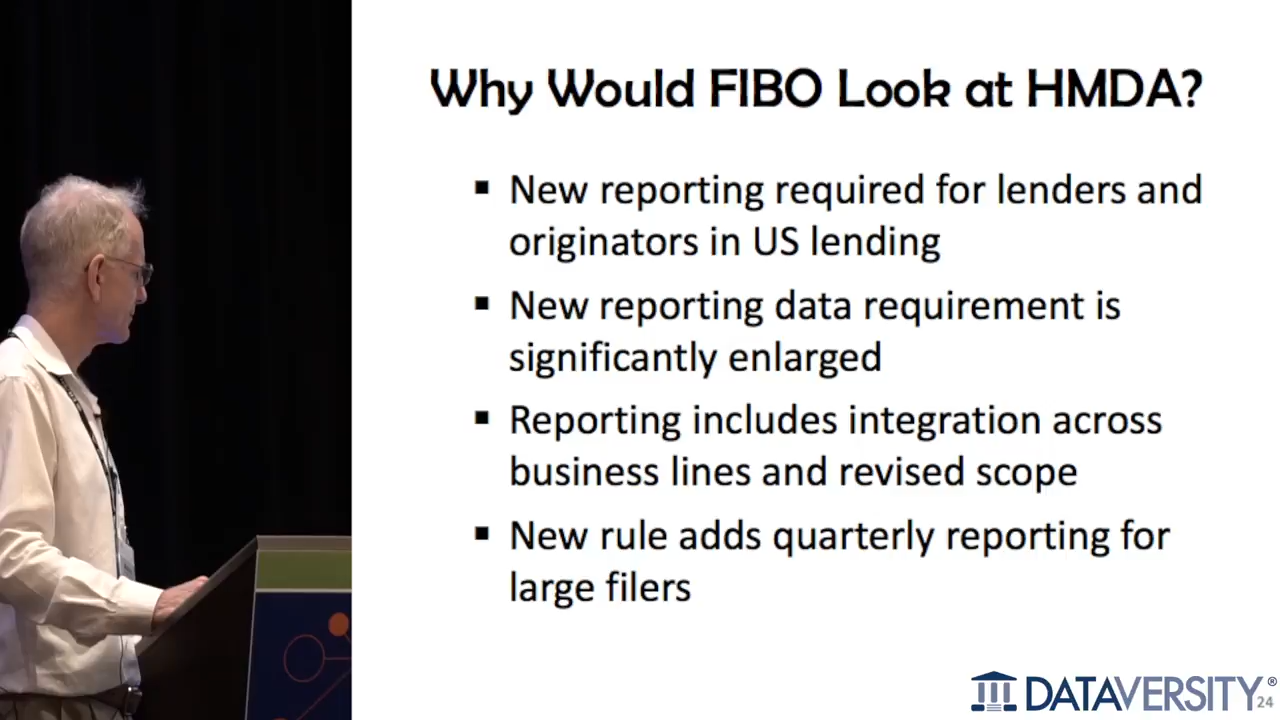 Why Would FIBO Look at HMDA?
▪ New reporting required for lenders and
originators in US lending
▪ New reporting data requirement is
significantly enlarged
▪ Reporting includes integration across
business lines and revised scope
▪ New rule adds quarterly reporting for
large filers
DATAVERSITY®
24